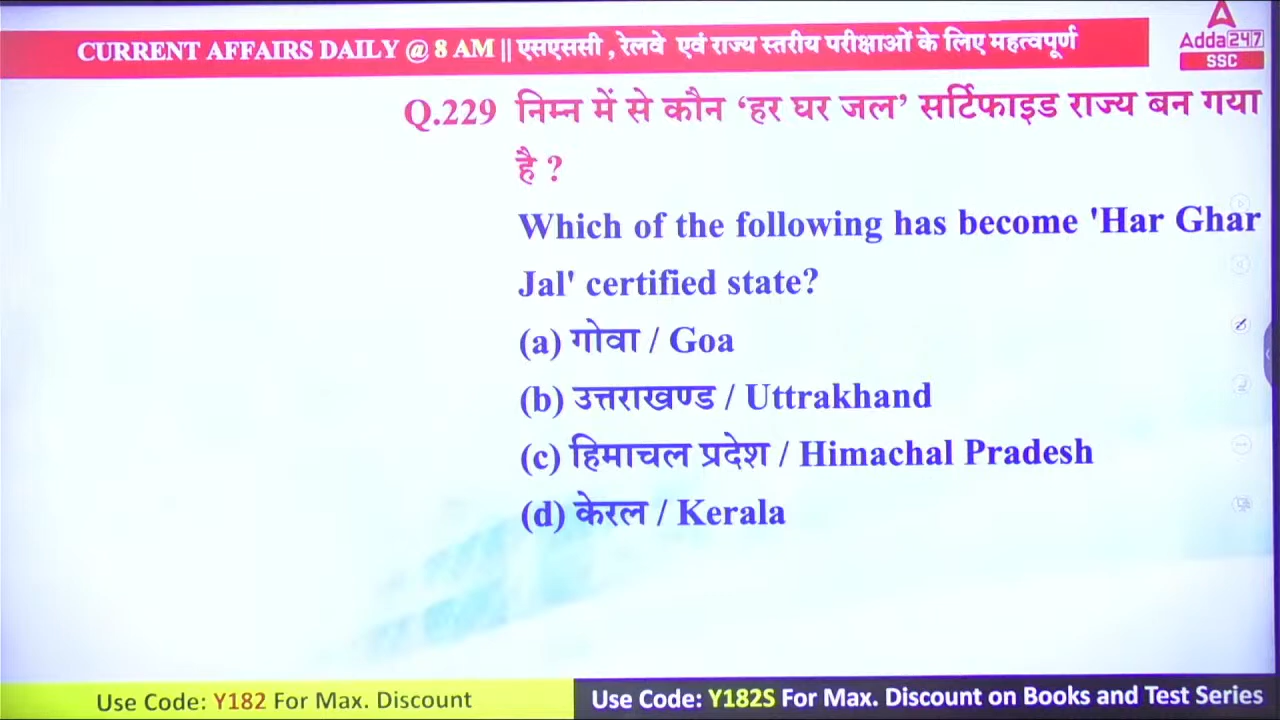 CURRENT AFFAIRS DAILY @ 8 AM || एसएससी , रेलवे एवं राज्य स्तरीय परीक्षाओं के लिए महत्वपूर्ण
Adda247
SSC
Q.229 निम्न में से कौन ‘हर घर जल’ सर्टिफाइड राज्य बन गया
है ?
Which of the following has become 'Har Ghar
Jal' certified state?
(a) गोवा / Goa
(b) उत्तराखण्ड / Uttrakhand
(c) हिमाचल प्रदेश / Himachal Pradesh
(d) केरल / Kerala
Use Code: Y182 For Max. Discount
Use Code: Y182S For Max. Discount on Books and Test Series